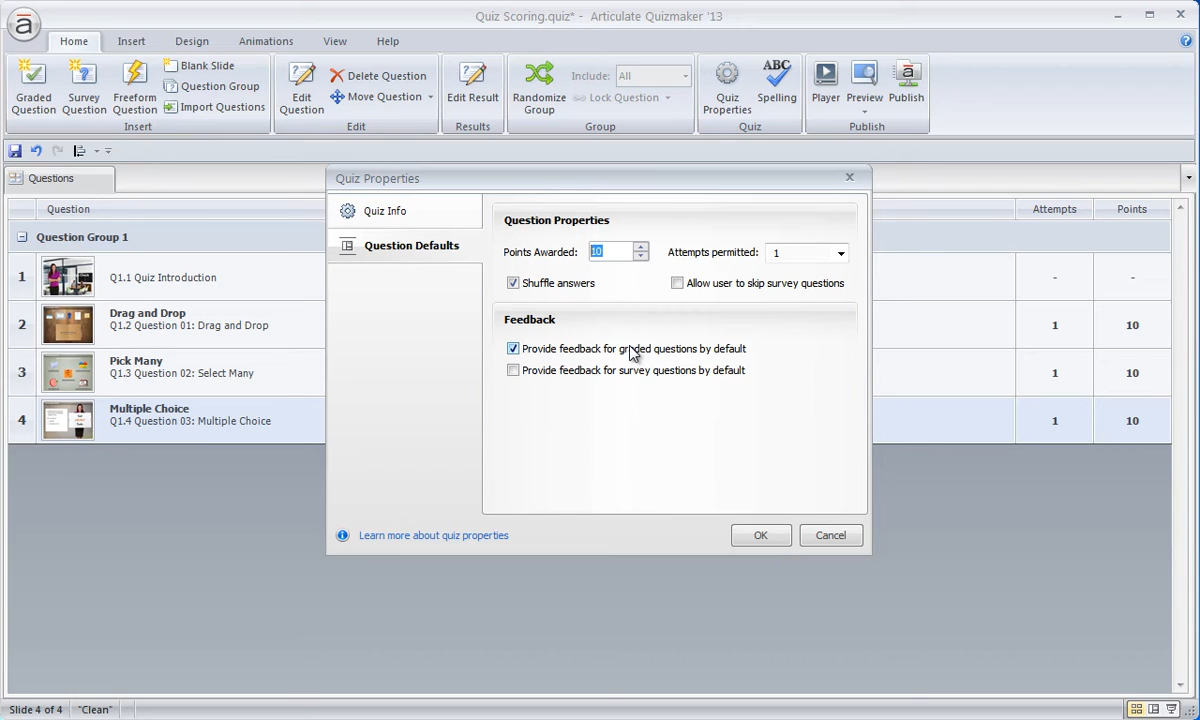 Quiz Scoring.quiz* - Articulate Quizmaker '13
Home Insert Design Animations View Help
Graded Question
Survey Question
Freeform Question
Blank Slide
Question Group
Import Questions
Insert
Edit Question
Delete Question
Move Question
Edit
Edit Result
Results
Randomize Group
Include: All
Lock Question
Group
Quiz Properties
ABC
Spelling
Quiz
Player
Preview
Publish
Publish
Questions
Question Attempts Points
Question Group 1
1 Q1.1 Quiz Introduction - -
2 Drag and Drop
Q1.2 Question 01: Drag and Drop 1 10
3 Pick Many
Q1.3 Question 02: Select Many 1 10
4 Multiple Choice
Q1.4 Question 03: Multiple Choice 1 10
Quiz Properties
Quiz Info
Question Defaults
Question Properties
Points Awarded: 10 Attempts permitted: 1
Shuffle answers Allow user to skip survey questions
Feedback
Provide feedback for graded questions by default
Provide feedback for survey questions by default
Learn more about quiz properties
OK Cancel
Slide 4 of 4 "Clean"